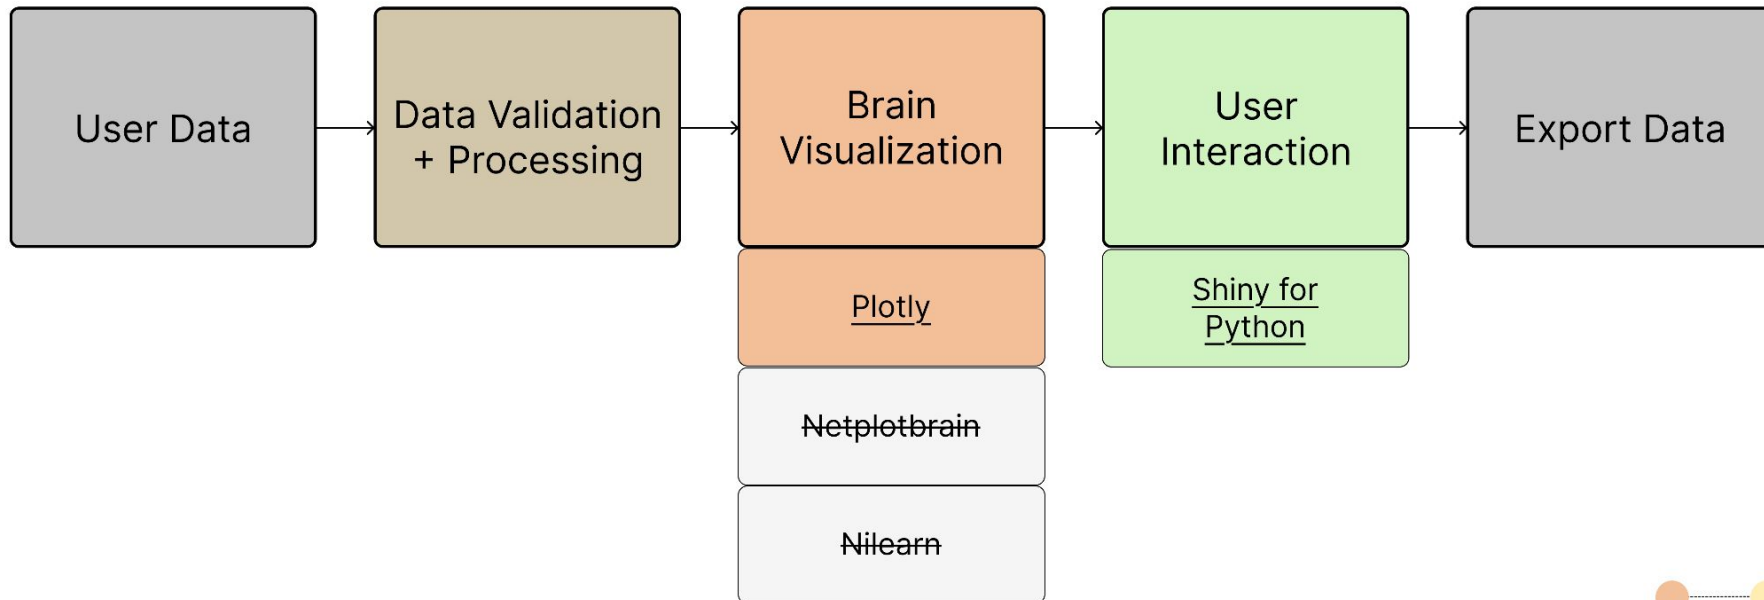 User Data
Data Validation
+ Processing
Brain
Visualization
User
Interaction
Export Data
Plotly
Shiny for
Python
Netplotbrain
Nilearn